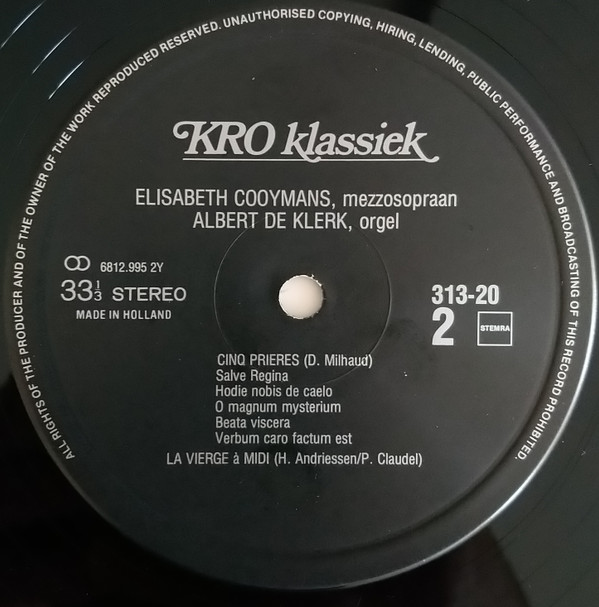 ALL RIGHTS OF THE PRODUCER AND OF THE OWNER OF THE WORK REPRODUCED RESERVED. UNAUTHORISED COPYING, HIRING, LENDING, PUBLIC PERFORMANCE AND BROADCASTING OF THIS RECORD PROHIBITED.
KRO klassiek
ELISABETH COOYMANS, mezzosopraan
ALBERT DE KLERK, orgel
6812.995 2Y
33 1/3 STEREO
MADE IN HOLLAND
313-20
2 STEMRA
CINQ PRIERES (D. Milhaud)
Salve Regina
Hodie nobis de caelo
O magnum mysterium
Beata viscera
Verbum caro factum est
LA VIERGE à MIDI (H. Andriessen/P. Claudel)